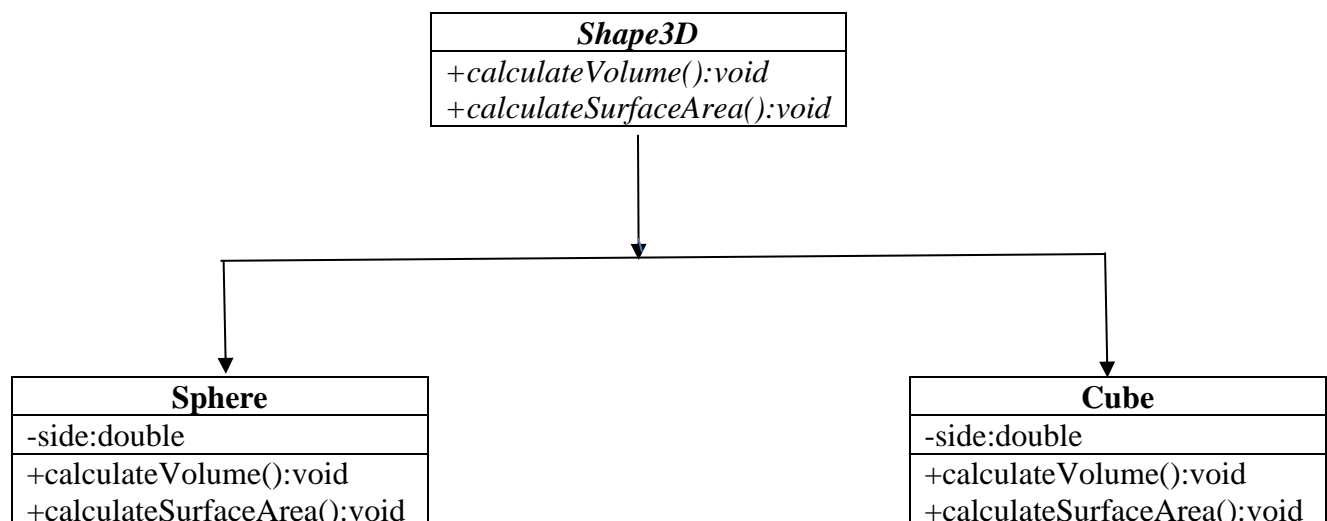 Shape3D
+calculateVolume():void
+calculateSurfaceArea():void
Sphere
-side:double
+calculateVolume():void
+calculateSurfaceArea():void
Cube
-side:double
+calculateVolume():void
+calculateSurfaceArea():void